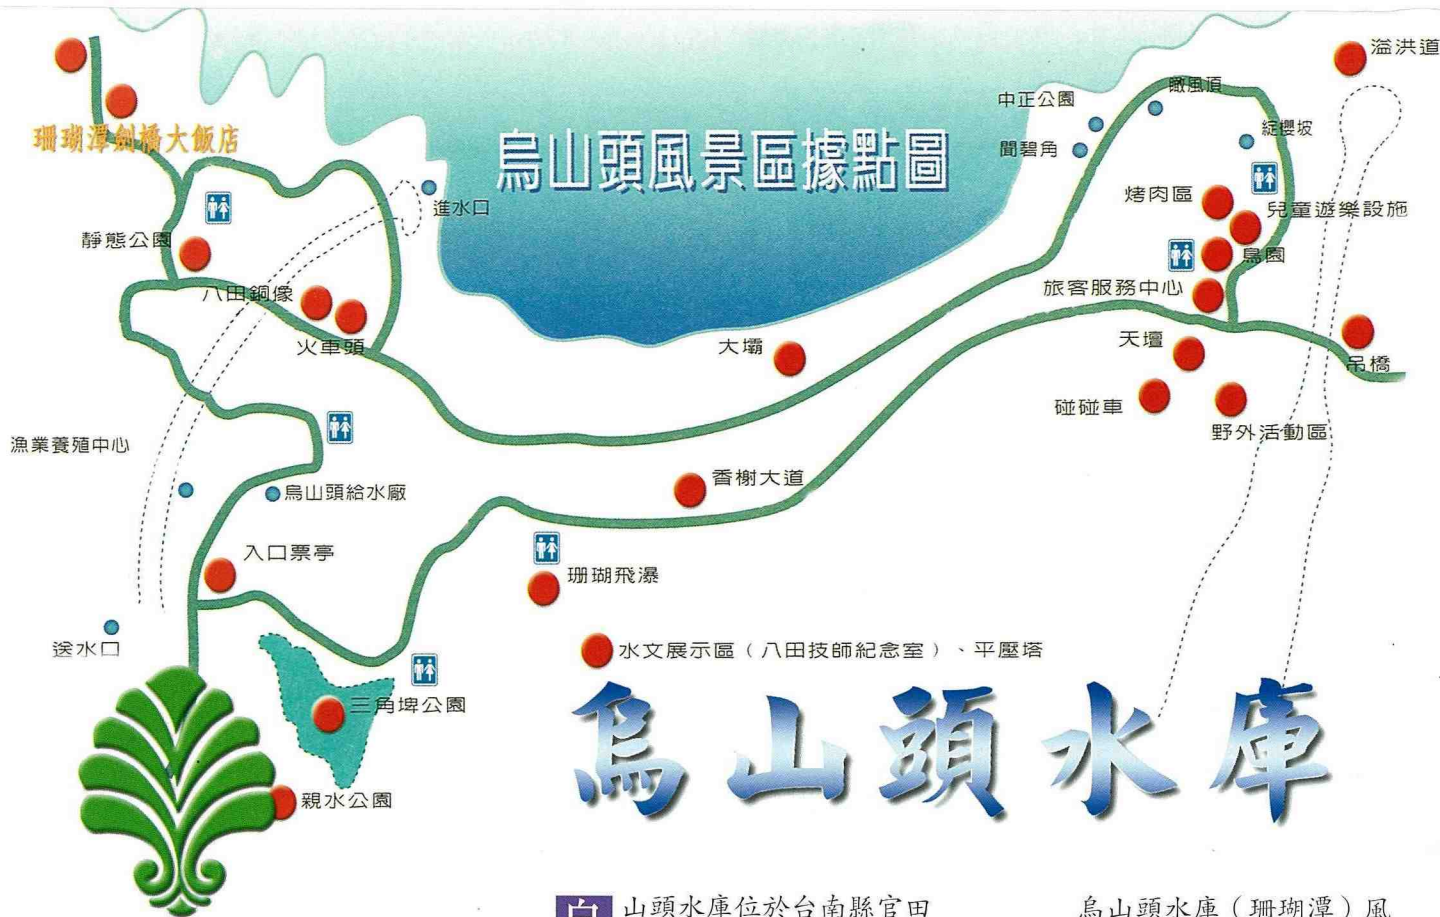 溢洪道
瞰風頂
中正公園
綻櫻坡
聞碧角
珊瑚潭劍橋大飯店
烏山頭風景區據點圖
烤肉區
進水口
兒童遊樂設施
靜態公園
鳥園
旅客服務中心
八田銅像
天壇
火車頭
大壩
吊橋
碰碰車
野外活動區
漁業養殖中心
香榭大道
烏山頭給水廠
入口票亭
珊瑚飛瀑
送水口
水文展示區(八田技師紀念室)、平壓塔
三角埤公園
烏山頭水庫
親水公園
山頭水庫位於台南縣官田
烏山頭水庫(珊瑚潭)風